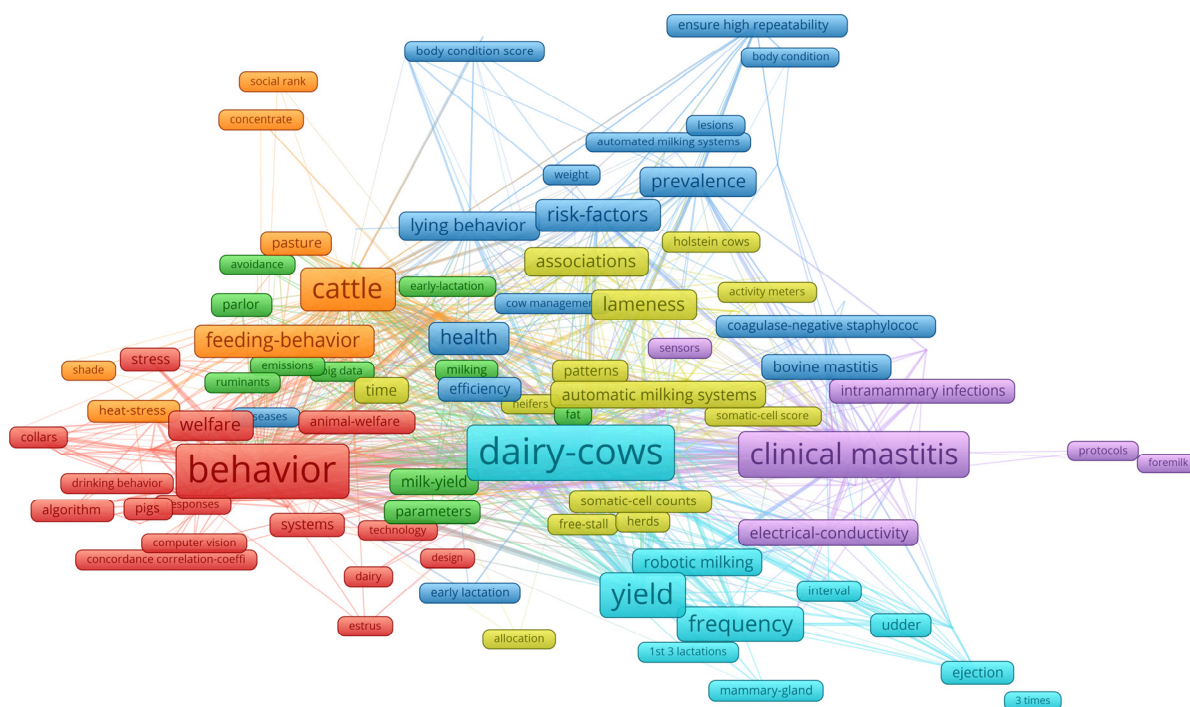 ensure high repeatability
body condition score
body condition
social rank
concentrate
lesions
automated milking systems
weight
prevalence
risk-factors
lying behavior
pasture
holstein cows
associations
avoidance
cattle
early-lactation
activity meters
parlor
cow managemen
lameness
coagulase-negative staphylococ
health
feeding-behavior
sensors
stress
emissions
big data
milking
patterns
bovine mastitis
shade
ruminants
time
efficiency
automatic milking systems
intramammary infections
heifers
heat-stress
seases
fat
somatic-cell score
welfare
animal-welfare
collars
dairy-cows
clinical mastitis
protocols
foremilk
behavior
drinking behavior
milk-yield
somatic-cell counts
algorithm
pigs
esponses
parameters
systems
technology
free-stall
herds
electrical-conductivity
computer vision
concordance correlation-coeffi
design
robotic milking
dairy
early lactation
yield
interval
estrus
frequency
udder
allocation
1st 3 lactations
ejection
mammary-gland
3 times